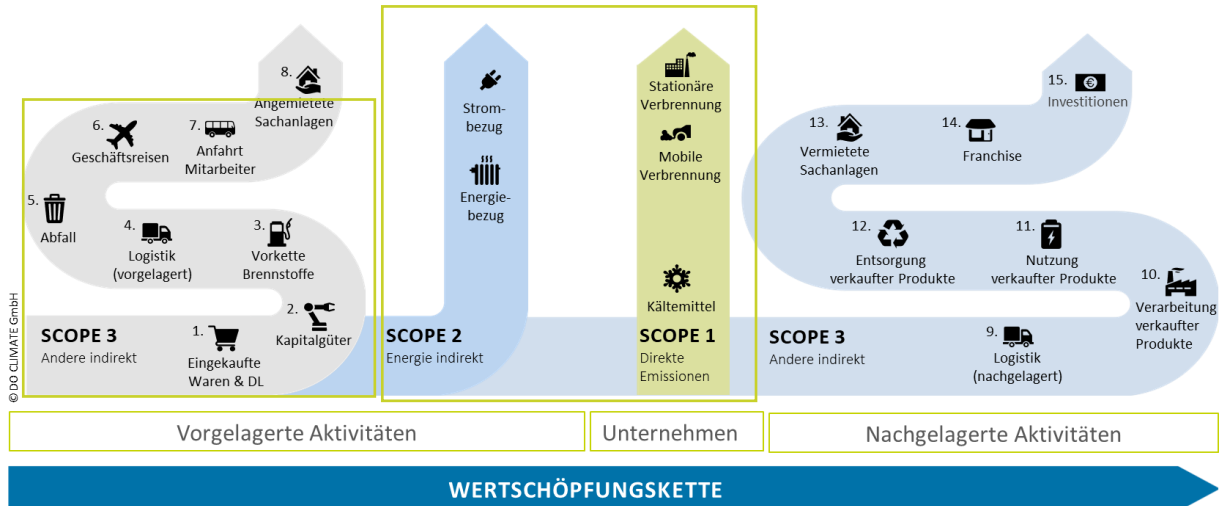 8.
Angemietete
Sachanlagen
6.
Geschäftsreisen
7.
Anfahrt
Mitarbeiter
5.
Abfall
4.
Logistik
(vorgelagert)
3.
Vorkette
Brennstoffe
2.
Kapitalgüter
1.
Eingekaufte
Waren & DL
SCOPE 3
Andere indirekt
© DO CLIMATE GmbH
Strom-
bezug
Energie-
bezug
SCOPE 2
Energie indirekt
Stationäre
Verbrennung
Mobile
Verbrennung
Kältemittel
SCOPE 1
Direkte
Emissionen
15.
€
Investitionen
13.
Vermietete
Sachanlagen
14.
Franchise
12.
Entsorgung
verkaufter Produkte
11.
Nutzung
verkaufter Produkte
10.
Verarbeitung
verkaufter
Produkte
9.
Logistik
(nachgelagert)
SCOPE 3
Andere indirekt
Vorgelagerte Aktivitäten
Unternehmen
Nachgelagerte Aktivitäten
WERTSCHÖPFUNGSKETTE